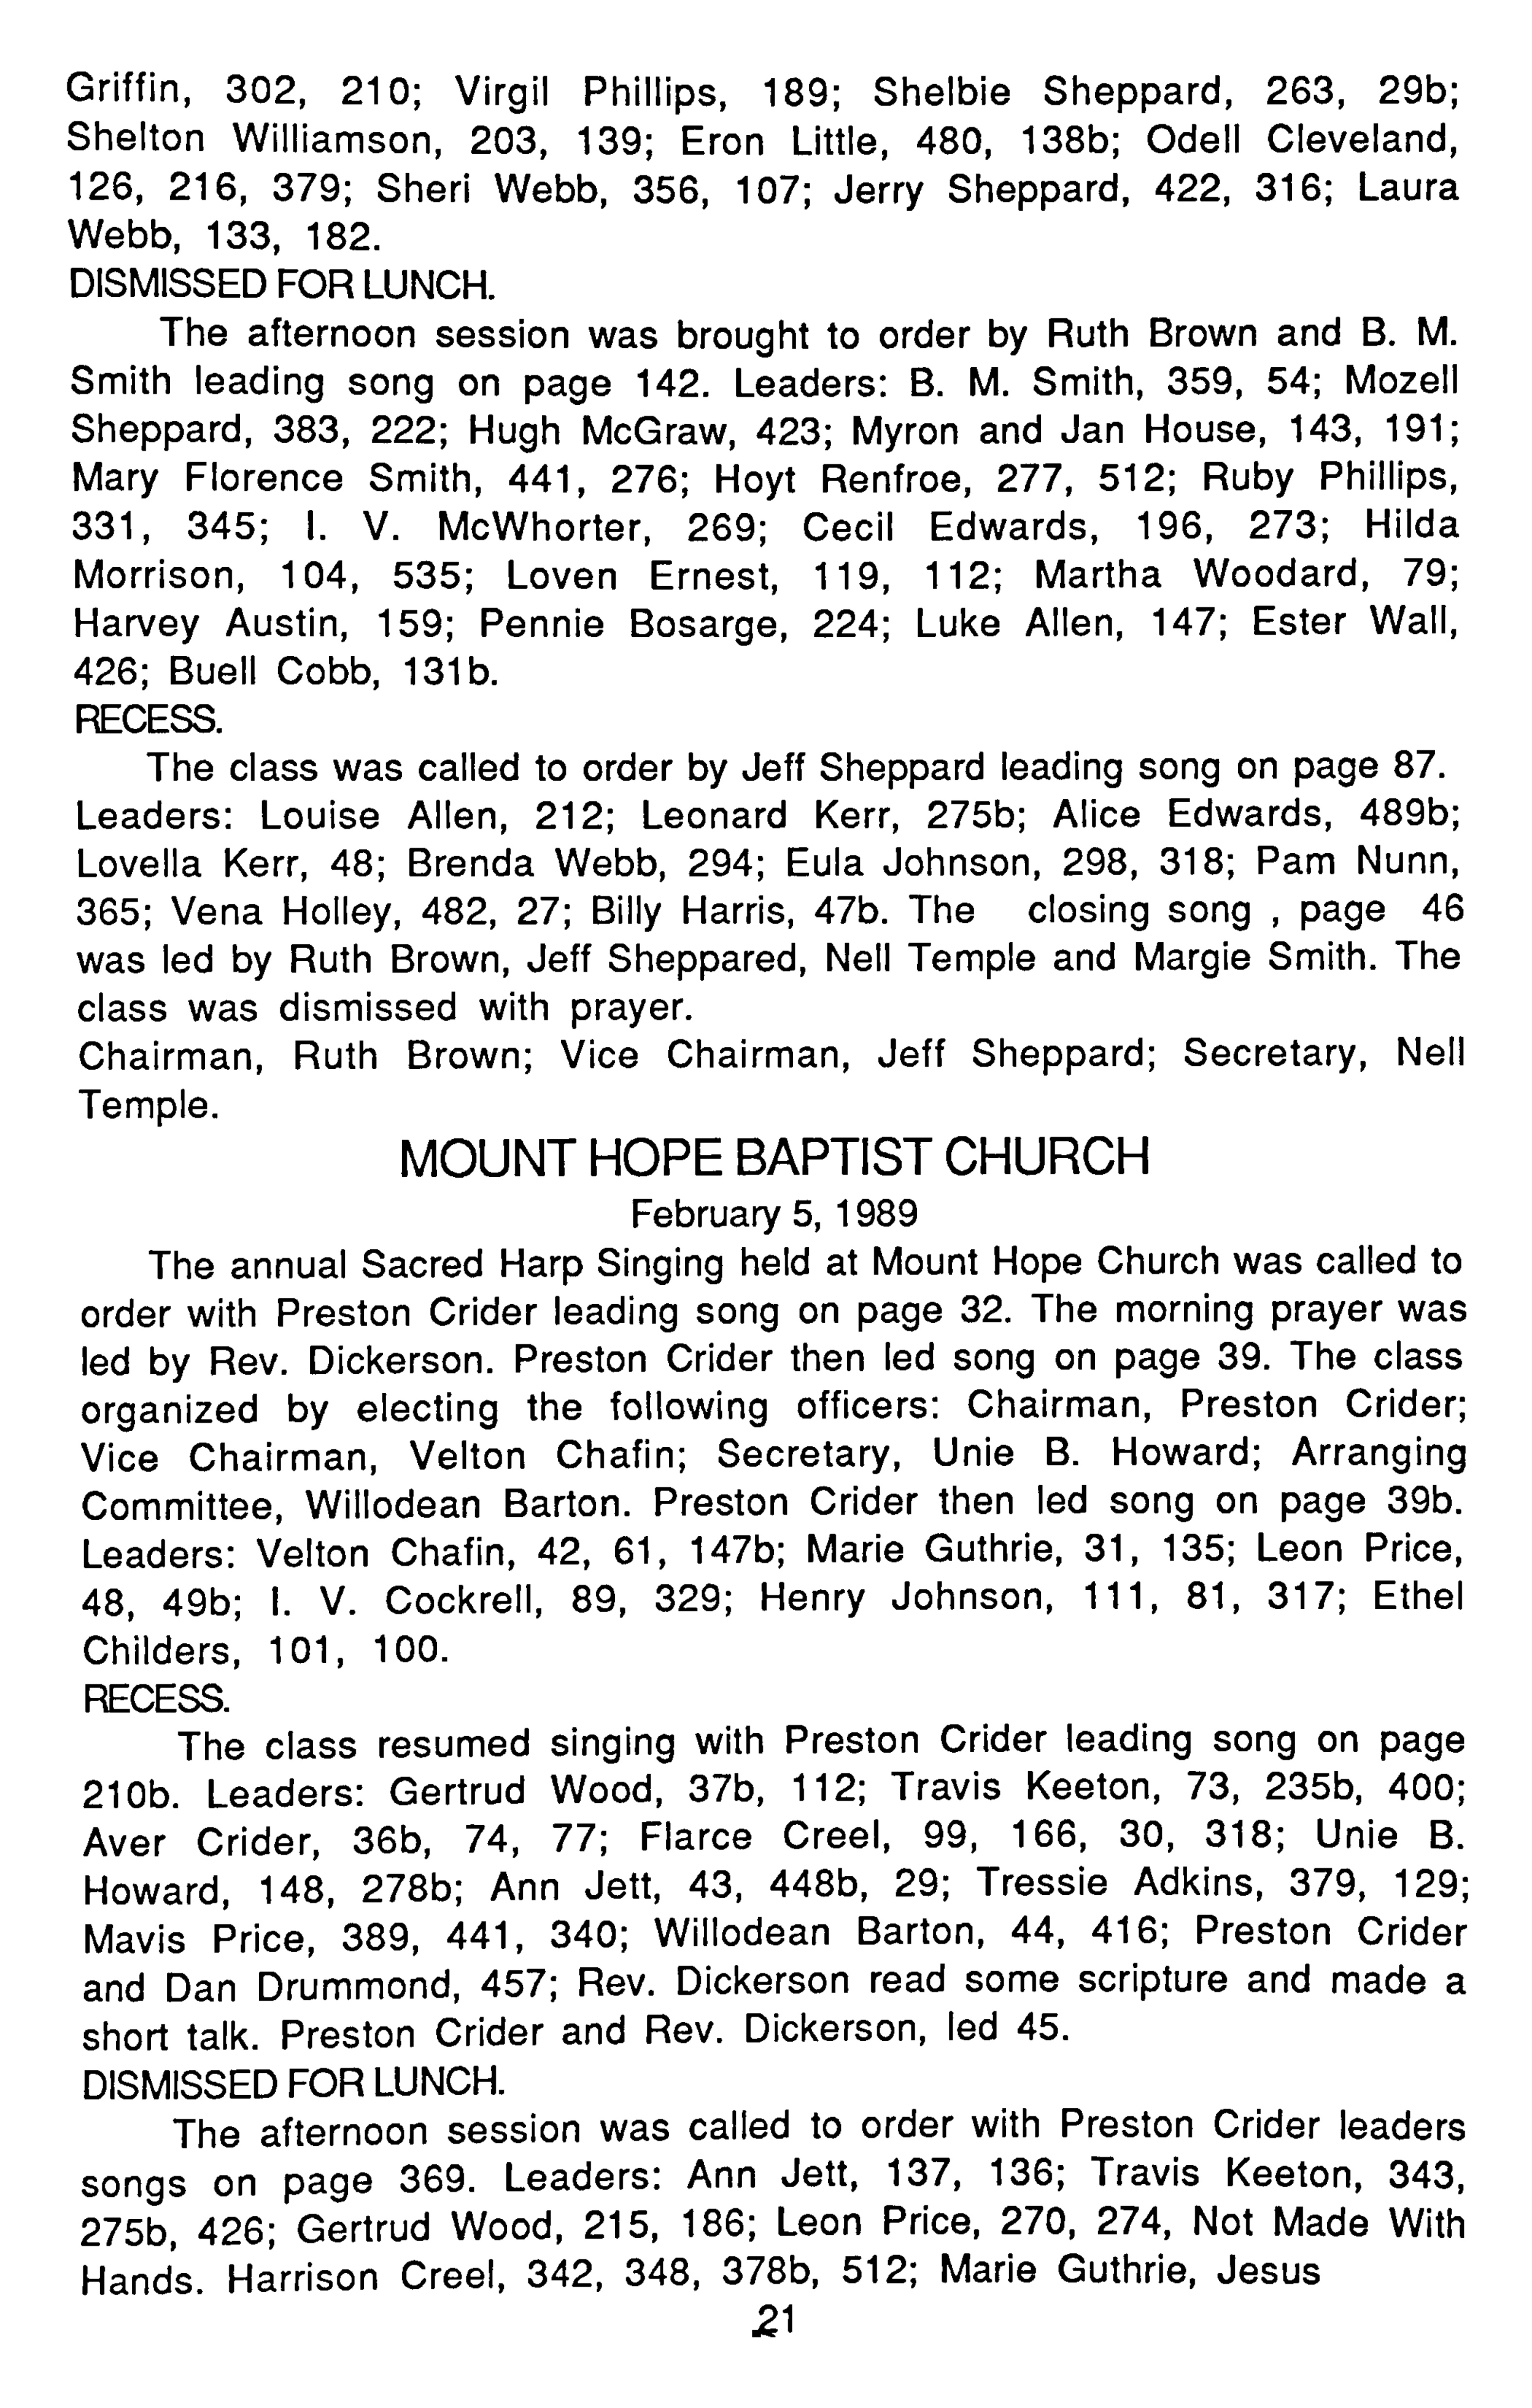 Griffin, 302, 210; Virgil Phillips, 189; Shelbie Sheppard, 263, 29b;
Shelton Williamson, 203, 139; Eron Little, 480, 138b; Odell Cleveland,
126, 216, 379; Sheri Webb, 356, 107; Jerry Sheppard, 422, 316; Laura
Webb, 133, 182.
DISMISSED FOR LUNCH.
The afternoon session was brought to order by Ruth Brown and B. M.
Smith leading song on page 142. Leaders: B. M. Smith, 359, 54; Mozell
Sheppard, 383, 222; Hugh McGraw, 423; Myron and Jan House, 143, 191;
Mary Florence Smith, 441, 276; Hoyt Renfroe, 277, 512; Ruby Phillips,
331, 345; I. V. McWhorter, 269; Cecil Edwards, 196, 273; Hilda
Morrison, 104, 535; Loven Ernest, 119, 112; Martha Woodard, 79;
Harvey Austin, 159; Pennie Bosarge, 224; Luke Allen, 147; Ester Wall,
426; Buell Cobb, 131b.
RECESS.
The class was called to order by Jeff Sheppard leading song on page 87.
Leaders: Louise Allen, 212; Leonard Kerr, 275b; Alice Edwards, 489b;
Lovella Kerr, 48; Brenda Webb, 294; Eula Johnson, 298, 318; Pam Nunn,
365; Vena Holley, 482, 27; Billy Harris, 47b. The closing song , page 46
was led by Ruth Brown, Jeff Sheppared, Nell Temple and Margie Smith. The
class was dismissed with prayer.
Chairman, Ruth Brown; Vice Chairman, Jeff Sheppard; Secretary, Nell
Temple.
MOUNT HOPE BAPTIST CHURCH
February 5, 1989
The annual Sacred Harp Singing held at Mount Hope Church was called to
order with Preston Crider leading song on page 32. The morning prayer was
led by Rev. Dickerson. Preston Crider then led song on page 39. The class
organized by electing the following officers: Chairman, Preston Crider;
Vice Chairman, Velton Chafin; Secretary, Unie B. Howard; Arranging
Committee, Willodean Barton. Preston Crider then led song on page 39b.
Leaders: Velton Chafin, 42, 61, 147b; Marie Guthrie, 31, 135; Leon Price,
48, 49b; I. V. Cockrell, 89, 329; Henry Johnson, 111, 81, 317; Ethel
Childers, 101, 100.
RECESS.
The class resumed singing with Preston Crider leading song on page
210b. Leaders: Gertrud Wood, 37b, 112; Travis Keeton, 73, 235b, 400;
Aver Crider, 36b, 74, 77; Flarce Creel, 99, 166, 30, 318; Unie B.
Howard, 148, 278b; Ann Jett, 43, 448b, 29; Tressie Adkins, 379, 129;
Mavis Price, 389, 441, 340; Willodean Barton, 44, 416; Preston Crider
and Dan Drummond, 457; Rev. Dickerson read some scripture and made a
short talk. Preston Crider and Rev. Dickerson, led 45.
DISMISSED FOR LUNCH.
The afternoon session was called to order with Preston Crider leaders
songs on page 369. Leaders: Ann Jett, 137, 136; Travis Keeton, 343,
275b, 426; Gertrud Wood, 215, 186; Leon Price, 270, 274, Not Made With
Hands. Harrison Creel, 342, 348, 378b, 512; Marie Guthrie, Jesus
21